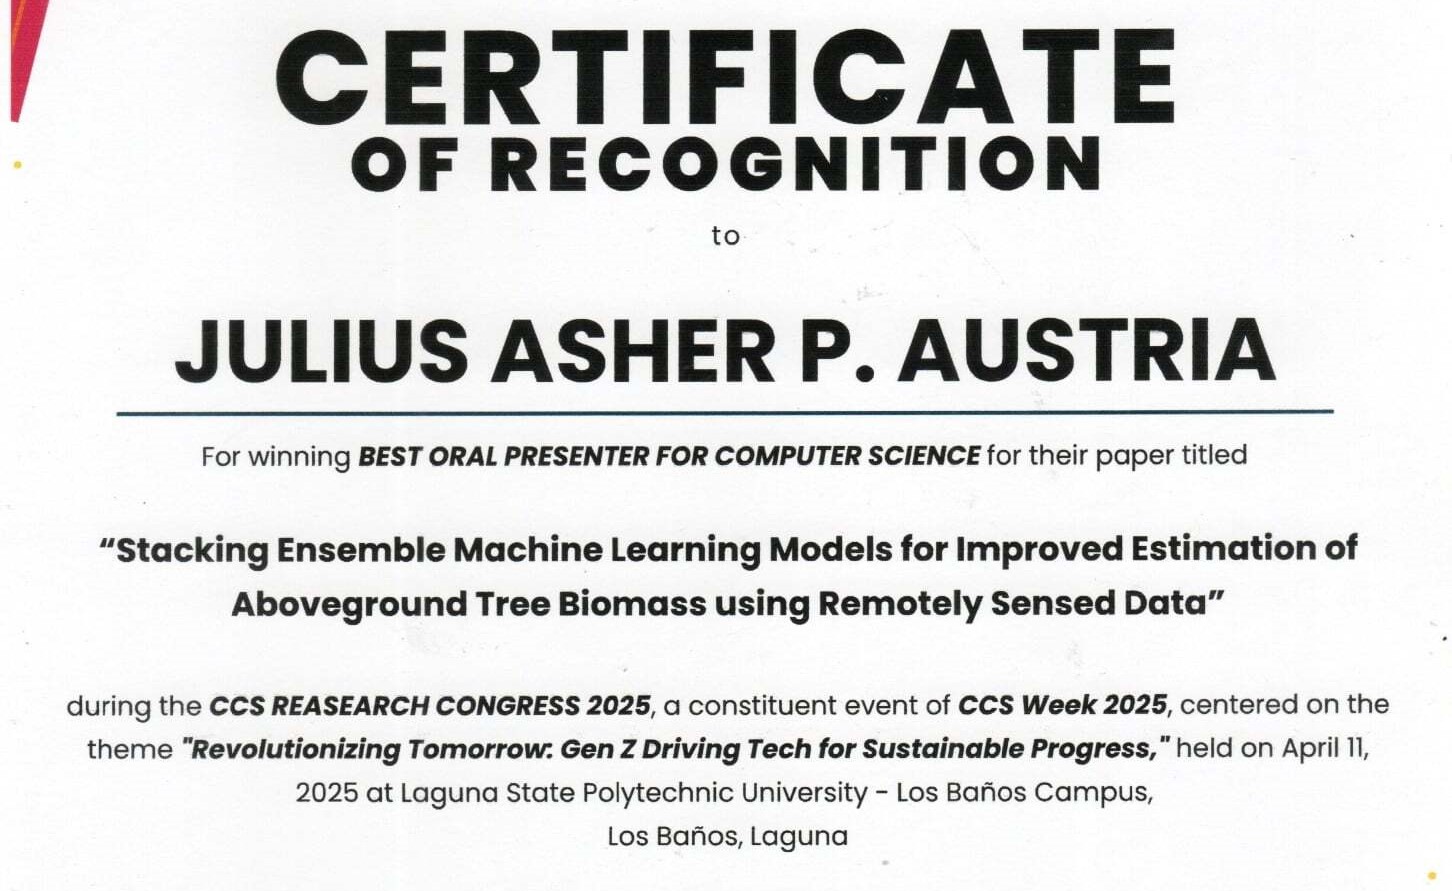 CERTIFICATE
OF RECOGNITION
to
JULIUS ASHER P. AUSTRIA
For winning BEST ORAL PRESENTER FOR COMPUTER SCIENCE for their paper titled
“Stacking Ensemble Machine Learning Models for Improved Estimation of
Aboveground Tree Biomass using Remotely Sensed Data”
during the CCS REASEARCH CONGRESS 2025, a constituent event of CCS Week 2025, centered on the
theme "Revolutionizing Tomorrow: Gen Z Driving Tech for Sustainable Progress," held on April 11,
2025 at Laguna State Polytechnic University - Los Baños Campus,
Los Baños, Laguna